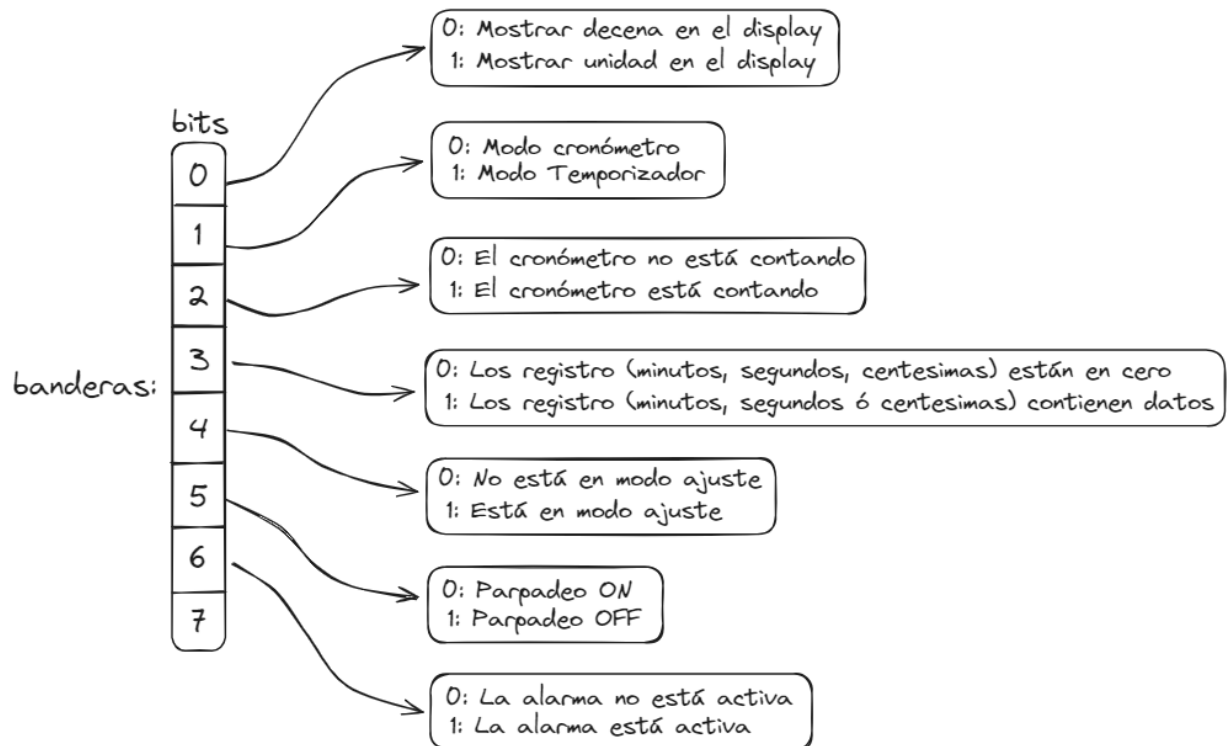 0: Mostrar decena en el display
1: Mostrar unidad en el display
bits
0
0: Modo cronómetro
1: Modo Temporizador
1
0: El cronómetro no está contando
1: El cronómetro está contando
2
banderas:
3
0: Los registro (minutos, segundos, centesimas) están en cero
1: Los registro (minutos, segundos ó centesimas) contienen datos
4
0: No está en modo ajuste
1: Está en modo ajuste
5
0: Parpadeo ON
1: Parpadeo OFF
6
0: La alarma no está activa
1: La alarma está activa
7